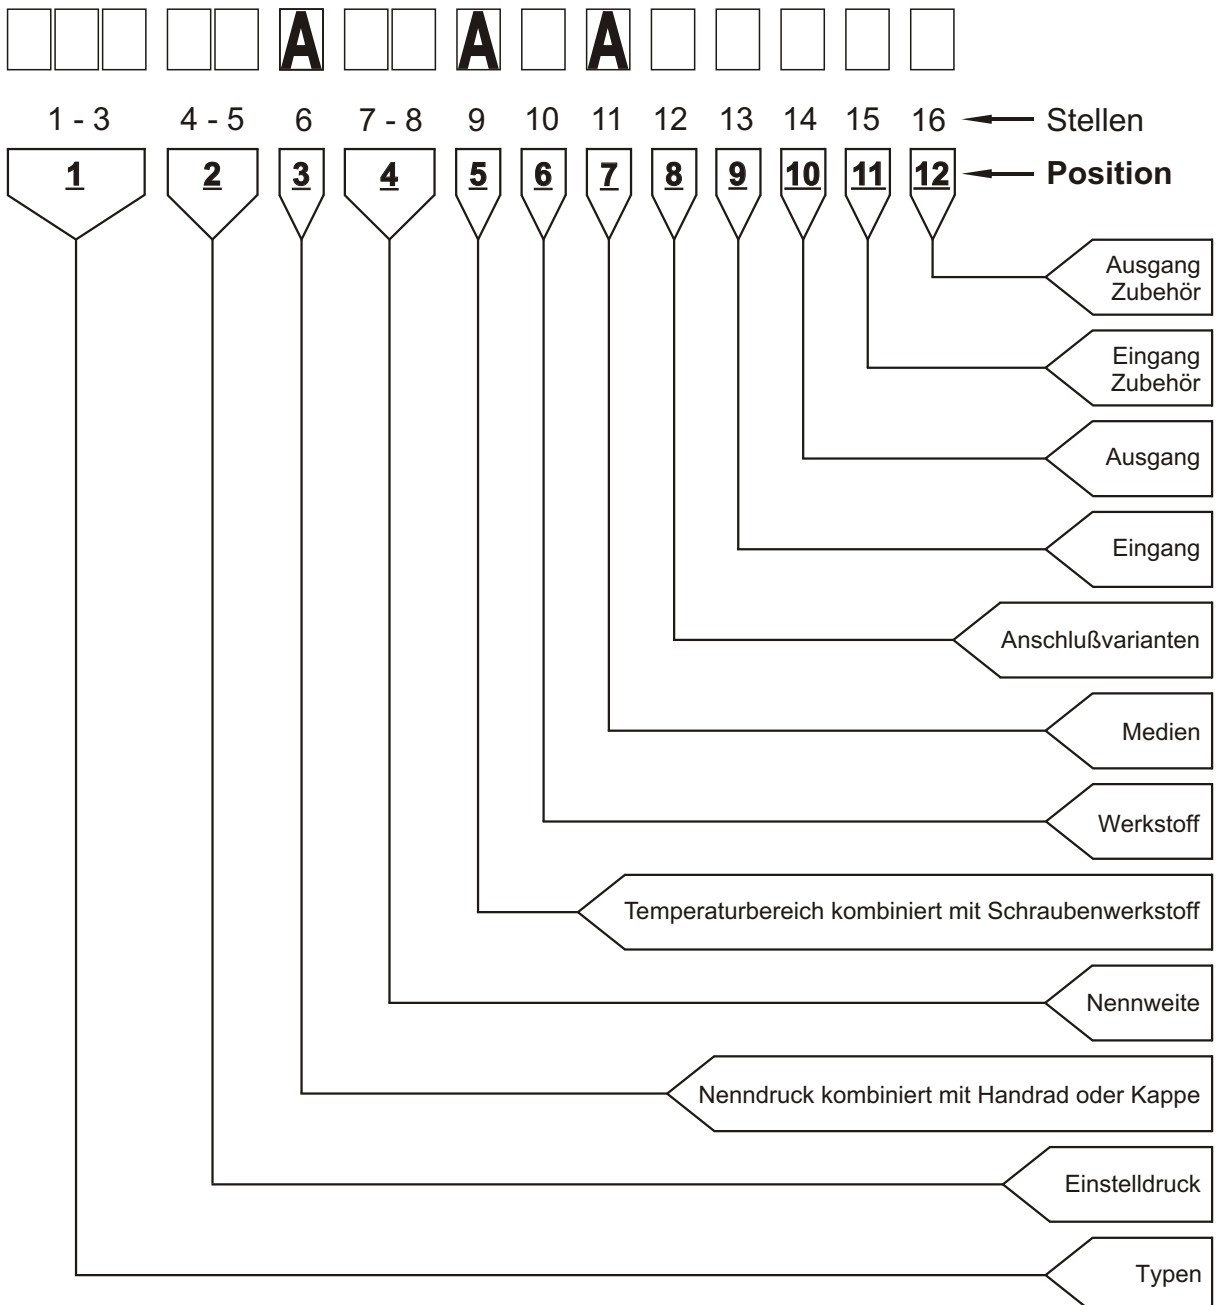 A A A
1 - 3 4 - 5 6 7 - 8 9 10 11 12 13 14 15 16 Stellen
1 2 3 4 5 6 7 8 9 10 11 12 Position
Ausgang
Zubehör
Eingang
Zubehör
Ausgang
Eingang
Anschlußvarianten
Medien
Werkstoff
Temperaturbereich kombiniert mit Schraubenwerkstoff
Nennweite
Nenndruck kombiniert mit Handrad oder Kappe
Einstelldruck
Typen